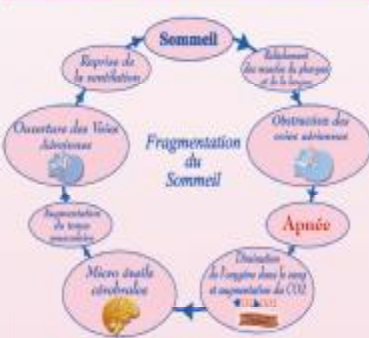 Sommeil
Relâchement
des muscles du pharynx
et de la langue
Obstruction des
voies aériennes
Apnée
Diminution
de l'oxygène dans le sang
et augmentation du CO2
Micro éveils
cérébrales
Augmentation
du tonus
musculaire
Ouverture des Voies
Aériennes
Reprise de
la ventilation
Fragmentation
du
Sommeil